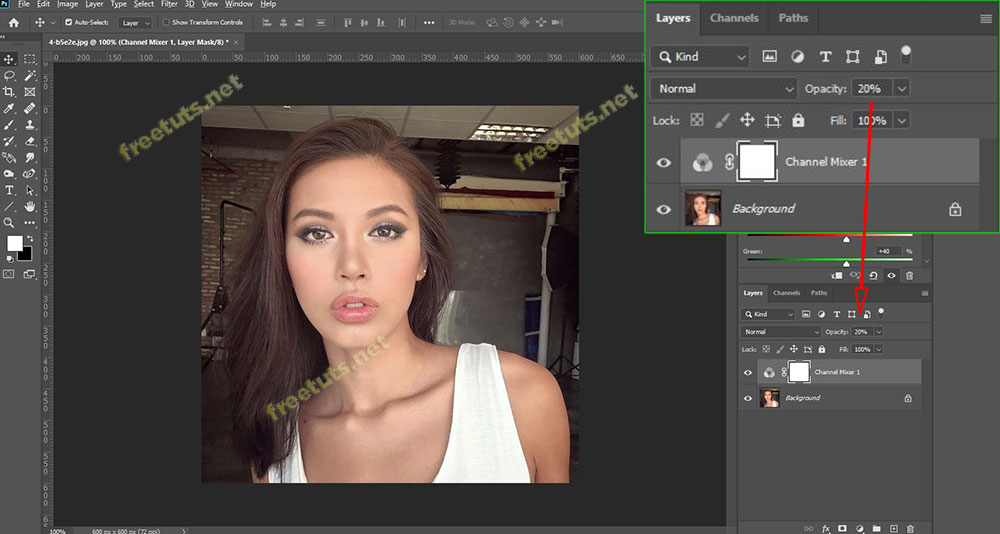 Ps File Edit Image Layer Type Select Filter 3D View Window Help
Auto-Select: Layer Show Transform Controls 3D Mode:
4-b5e2e.jpg @ 100% (Channel Mixer 1, Layer Mask/8) * ×
freetuts.net
freetuts.net
freetuts.net
Layers Channels Paths
Kind
Normal Opacity: 20%
Lock: Fill: 100%
Channel Mixer 1
Background
Green: +40 %
Layers Channels Paths
Kind
Normal Opacity: 20%
Lock: Fill: 100%
Channel Mixer 1
Background
fx
100% 600 px x 600 px (72 ppi)